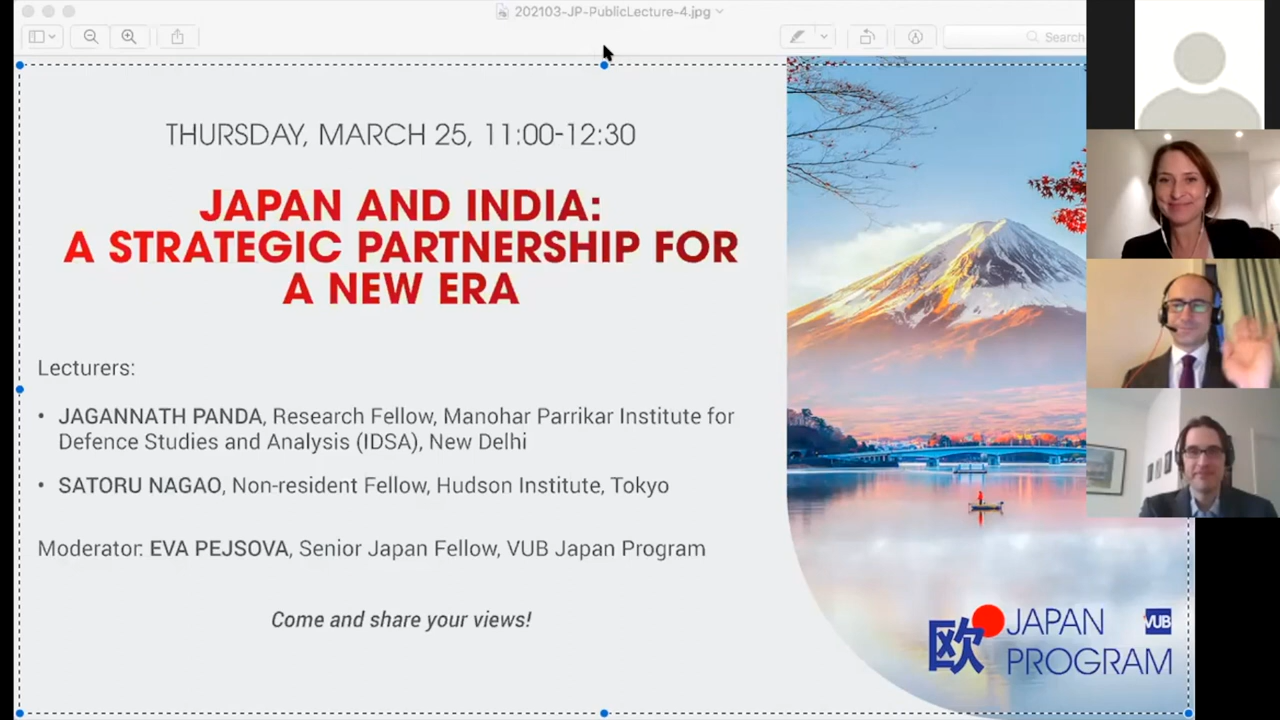 202103-JP-PublicLecture-4.jpg
Search
THURSDAY, MARCH 25, 11:00-12:30
JAPAN AND INDIA:
A STRATEGIC PARTNERSHIP FOR
A NEW ERA
Lecturers:
• JAGANNATH PANDA, Research Fellow, Manohar Parrikar Institute for
Defence Studies and Analysis (IDSA), New Delhi
• SATORU NAGAO, Non-resident Fellow, Hudson Institute, Tokyo
Moderator: EVA PEJSOVA, Senior Japan Fellow, VUB Japan Program
Come and share your views!
欧 JAPAN VUB
PROGRAM